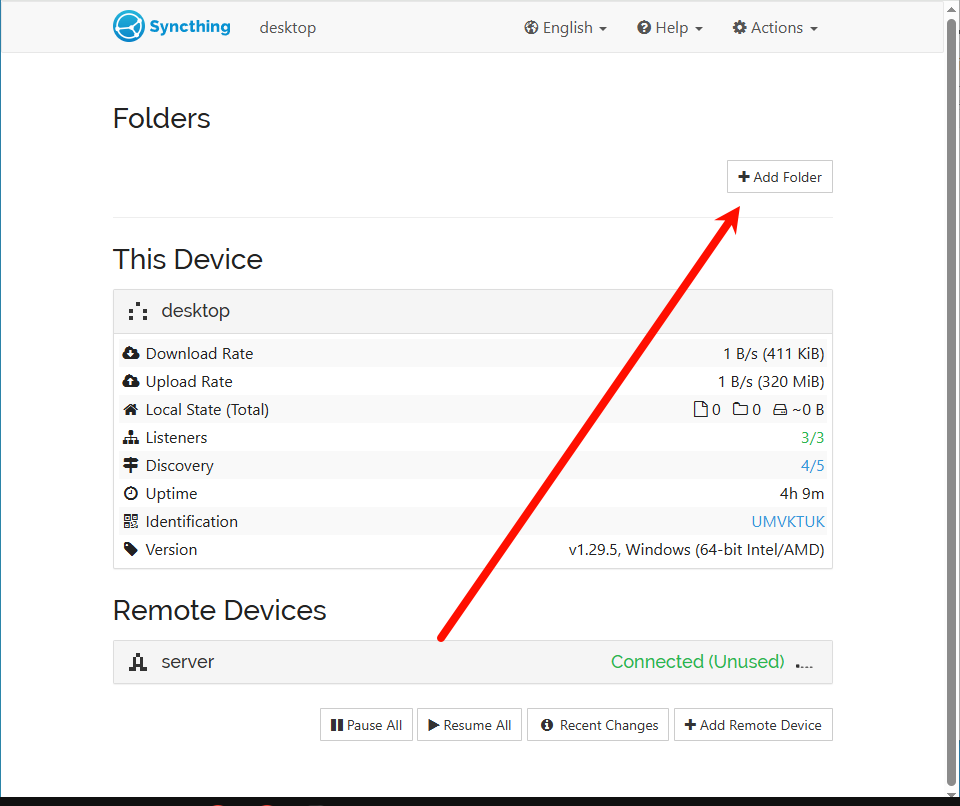 Syncthing desktop English Help Actions
Folders
Add Folder
This Device
desktop
Download Rate 1 B/s (411 KiB)
Upload Rate 1 B/s (320 MiB)
Local State (Total) 0 0 ~0 B
Listeners 3/3
Discovery 4/5
Uptime 4h 9m
Identification UMVKTUK
Version v1.29.5, Windows (64-bit Intel/AMD)
Remote Devices
server Connected (Unused)
Pause All Resume All Recent Changes Add Remote Device